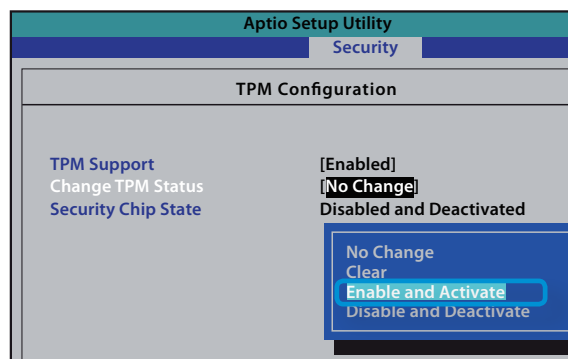 Aptio Setup Utility
Security
TPM Configuration
TPM Support [Enabled]
Change TPM Status [No Change]
Security Chip State Disabled and Deactivated
No Change
Clear
Enable and Activate
Disable and Deactivate